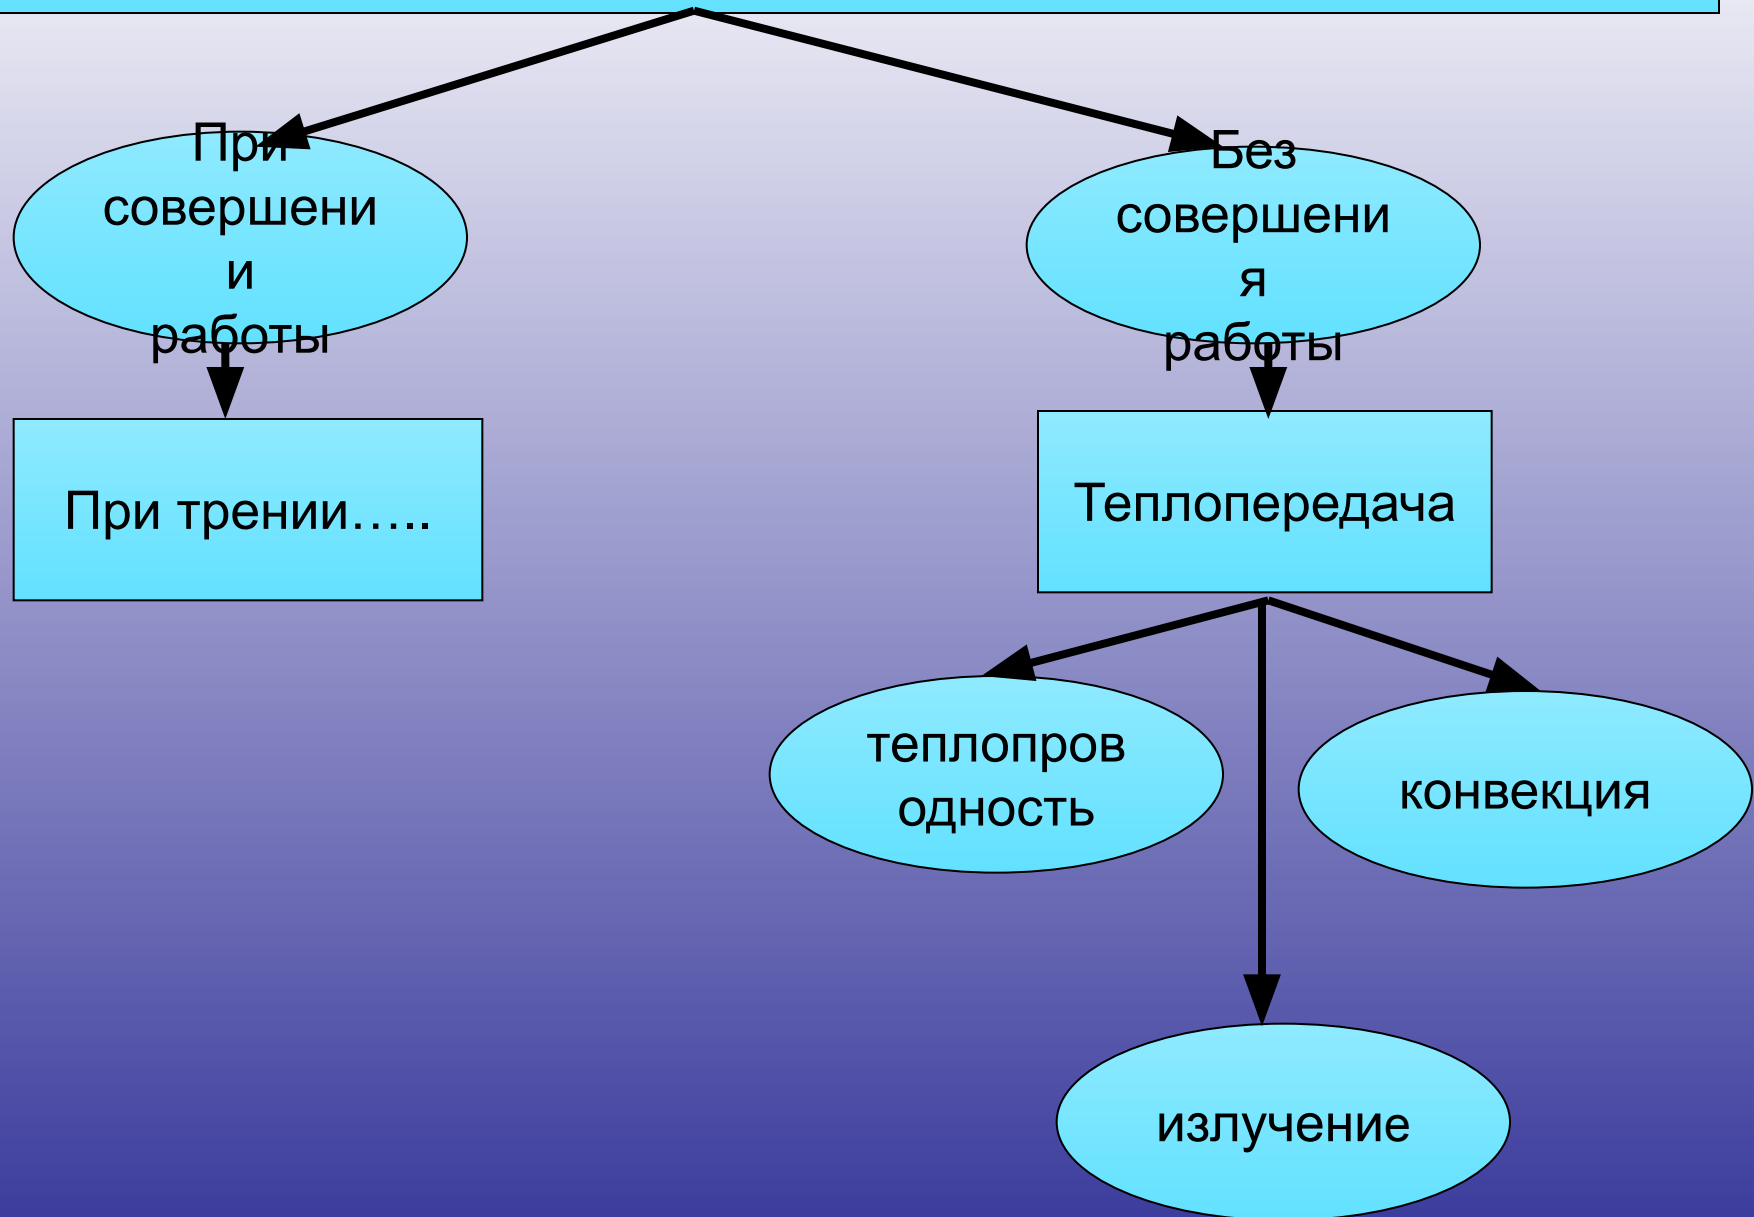 При
совершени
и
работы
Без
совершени
я
работы
При трении…..
Теплопередача
теплопров
одность
конвекция
излучение